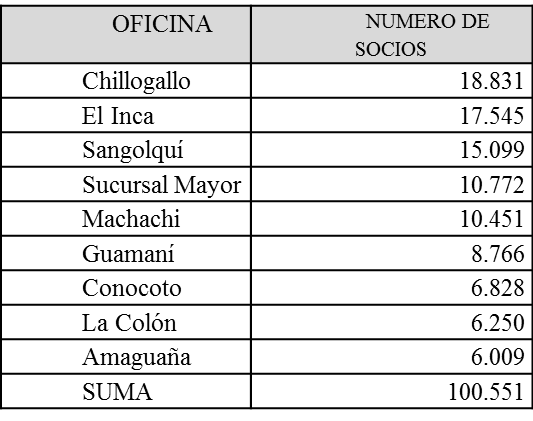 OFICINA NUMERO DE
SOCIOS
Chillogallo 18.831
El Inca 17.545
Sangolquí 15.099
Sucursal Mayor 10.772
Machachi 10.451
Guamaní 8.766
Conocoto 6.828
La Colón 6.250
Amaguaña 6.009
SUMA 100.551